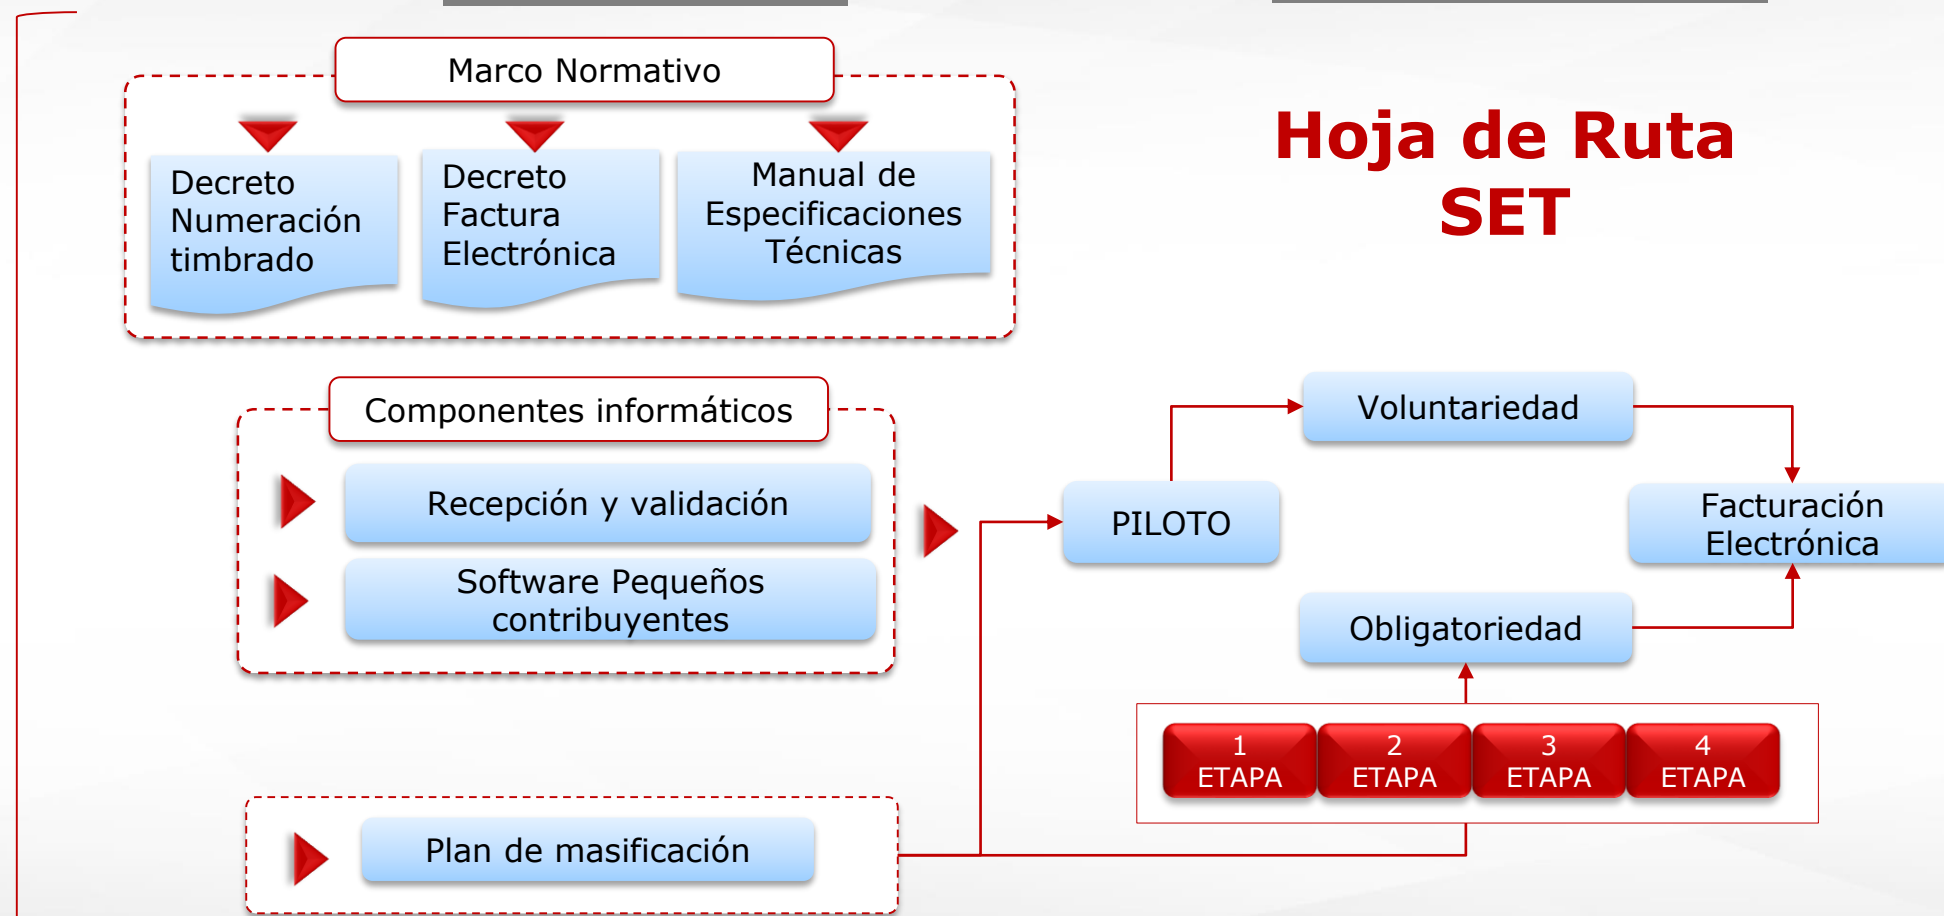 Marco Normativo
Decreto
Numeración
timbrado
Decreto
Factura
Electrónica
Manual de
Especificaciones
Técnicas
Hoja de Ruta
SET
Componentes informáticos
Recepción y validación
Software Pequeños
contribuyentes
Voluntariedad
PILOTO
Facturación
Electrónica
Obligatoriedad
1
ETAPA
2
ETAPA
3
ETAPA
4
ETAPA
Plan de masificación